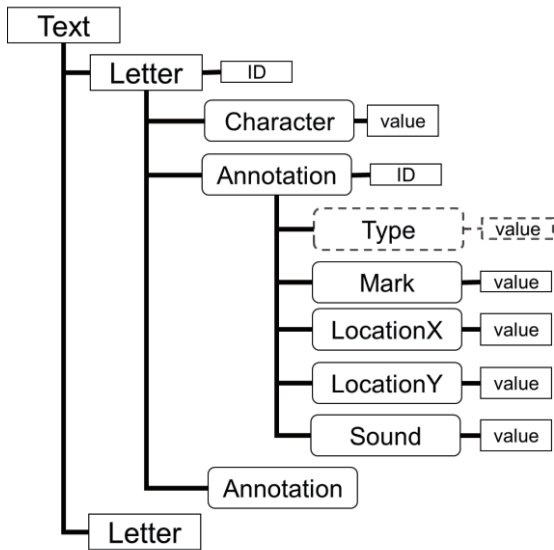 Text
Letter ID
Character value
Annotation ID
Type value
Mark value
LocationX value
LocationY value
Sound value
Annotation
Letter